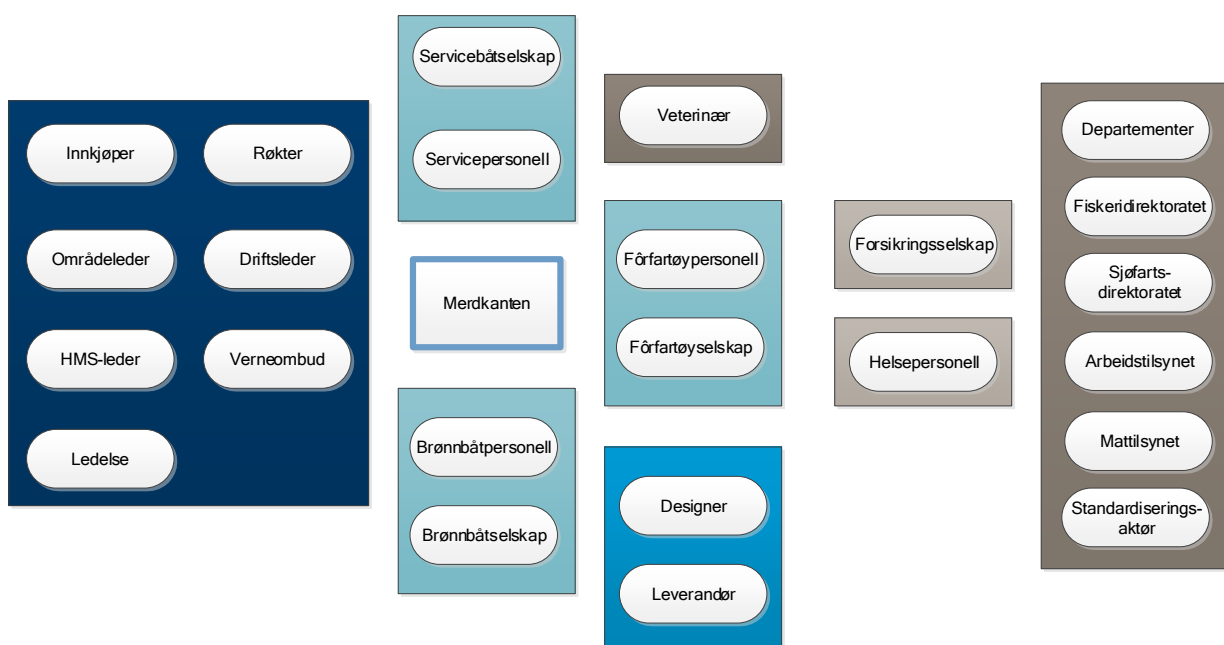 Innkjøper
Røkter
Områdeleder
Driftsleder
HMS-leder
Verneombud
Ledelse
Servicebåtselskap
Servicepersonell
Merdkanten
Brønnbåtpersonell
Brønnbåtselskap
Veterinær
Fôrfartøypersonell
Fôrfartøyselskap
Designer
Leverandør
Forsikringsselskap
Helsepersonell
Departementer
Fiskeridirektoratet
Sjøfarts-
direktoratet
Arbeidstilsynet
Mattilsynet
Standardiserings-
aktør